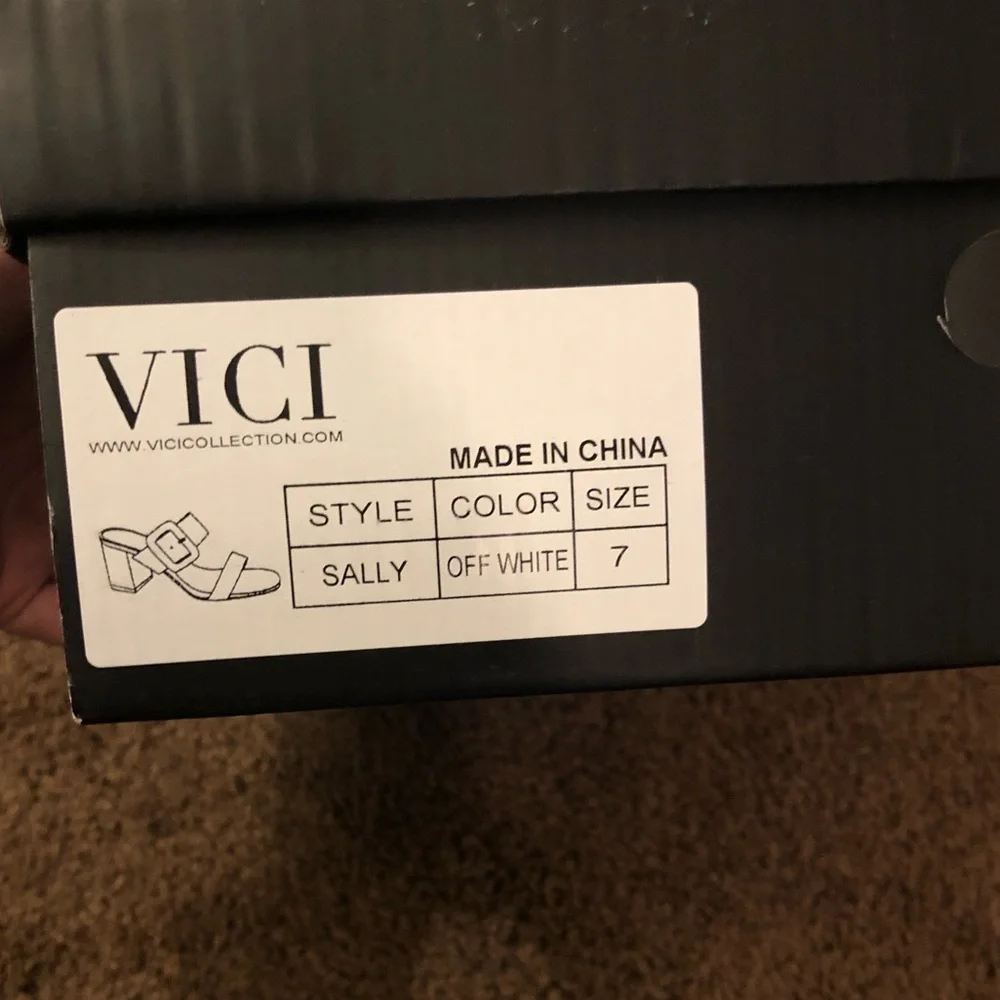 VICI
WWW.VICICOLLECTION.COM
MADE IN CHINA
STYLE COLOR SIZE
SALLY OFF WHITE 7